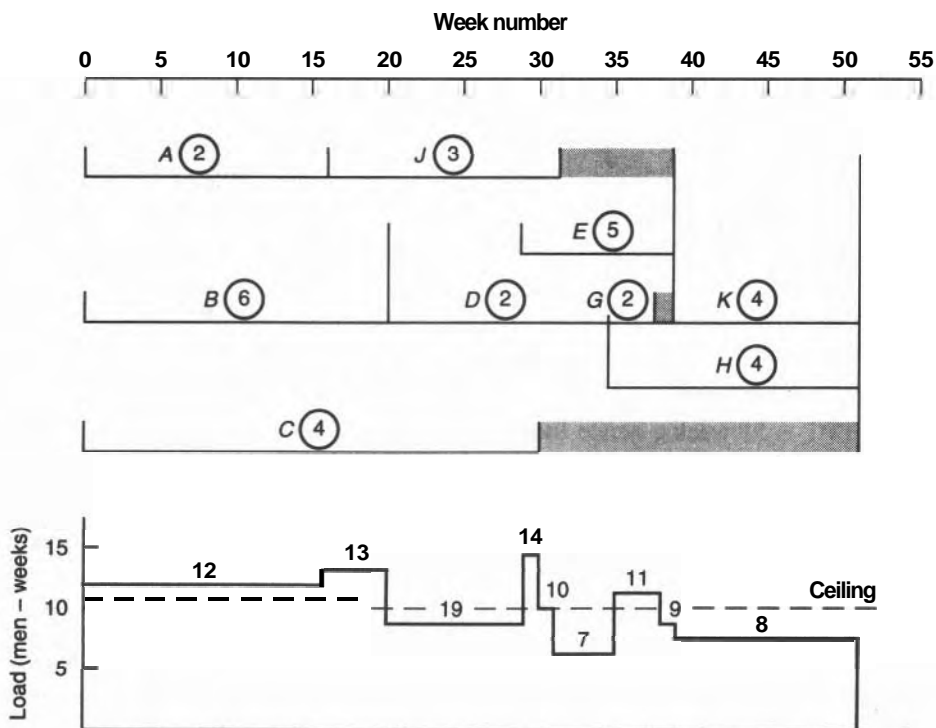 Week number
0 5 10 15 20 25 30 35 40 45 50 55
A 2 J 3
E 5
B 6 D 2 G 2 K 4
H 4
C 4
Load (men – weeks)
15
10
5
12 13 19 14 10 7 11 9 8
Ceiling